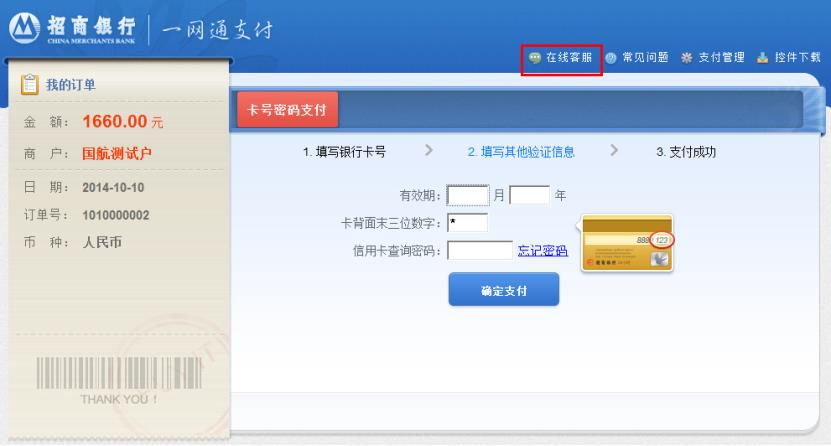 招商银行 一网通支付
CHINA MERCHANTS BANK
在线客服 常见问题 支付管理 控件下载
我的订单
金 额： 1660.00 元
商 户： 国航测试户
日 期： 2014-10-10
订单号： 1010000002
币 种： 人民币
THANK YOU !
卡号密码支付
1. 填写银行卡号 2. 填写其他验证信息 3. 支付成功
有效期： 月 年
卡背面末三位数字： *
888 123
信用卡查询密码： 忘记密码
确定支付